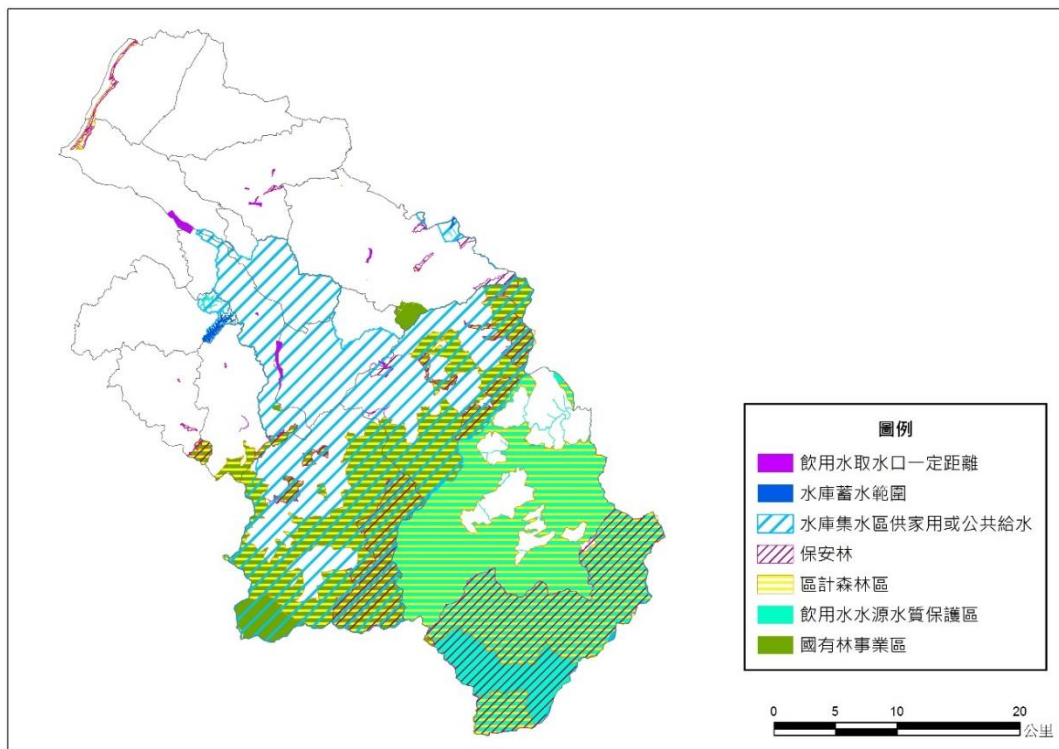 圖例
飲用水取水口一定距離
水庫蓄水範圍
水庫集水區供家用或公共給水
保安林
區計森林區
飲用水水源水質保護區
國有林事業區
0 5 10 20
公里